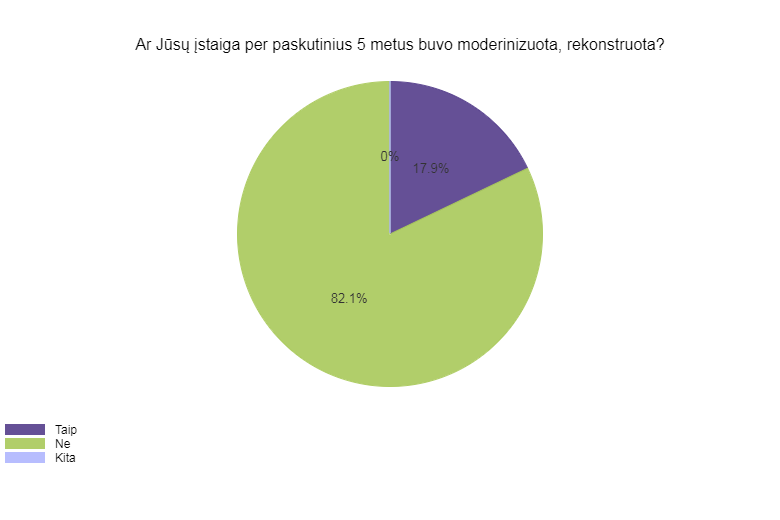 Ar Jūsų įstaiga per paskutinius 5 metus buvo moderinizuota, rekonstruota?
0%
17.9%
82.1%
Taip
Ne
Kita